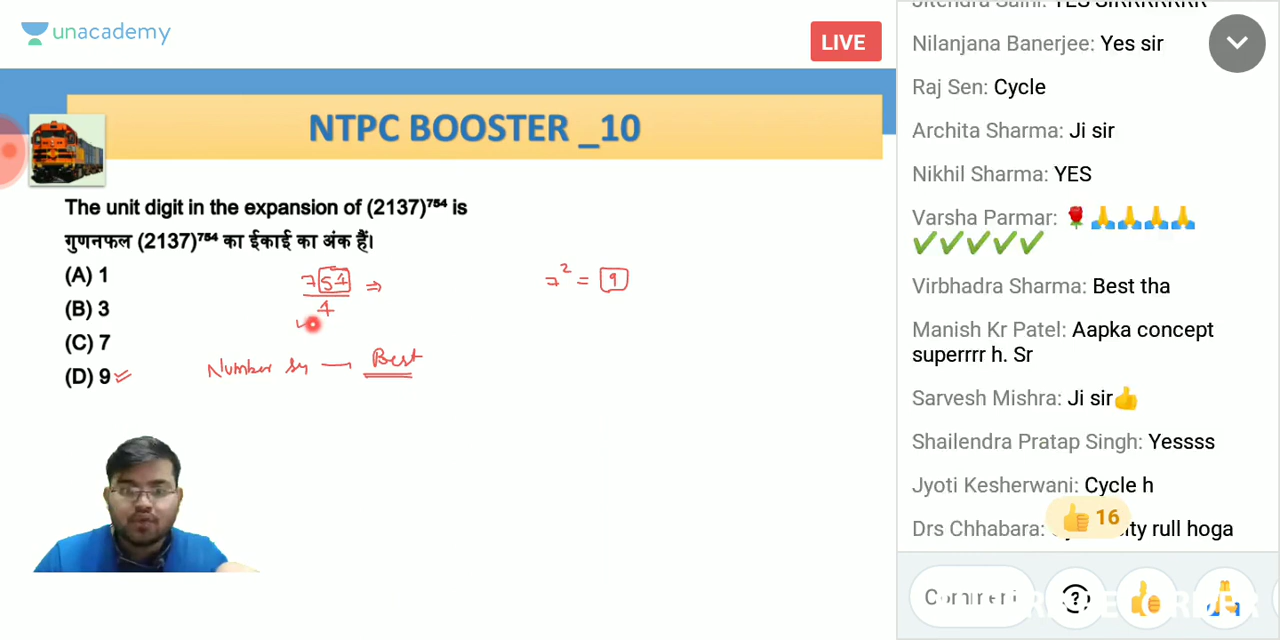 unacademy
LIVE
NTPC BOOSTER _10
The unit digit in the expansion of (2137)⁷⁵⁴ is
गुणनफल (2137)⁷⁵⁴ का ईकाई का अंक हैं।
(A) 1
(B) 3
(C) 7
(D) 9
754 ⇒
4
7² = 9
Number sy — Best
YES SIRRRRRRR
Nilanjana Banerjee: Yes sir
Raj Sen: Cycle
Archita Sharma: Ji sir
Nikhil Sharma: YES
Varsha Parmar: 🌹🙏🙏🙏🙏
✅✅✅✅✅
Virbhadra Sharma: Best tha
Manish Kr Patel: Aapka concept
superrrr h. Sr
Sarvesh Mishra: Ji sir👍
Shailendra Pratap Singh: Yessss
Jyoti Kesherwani: Cycle h
Drs Chhabara: rull hoga
16